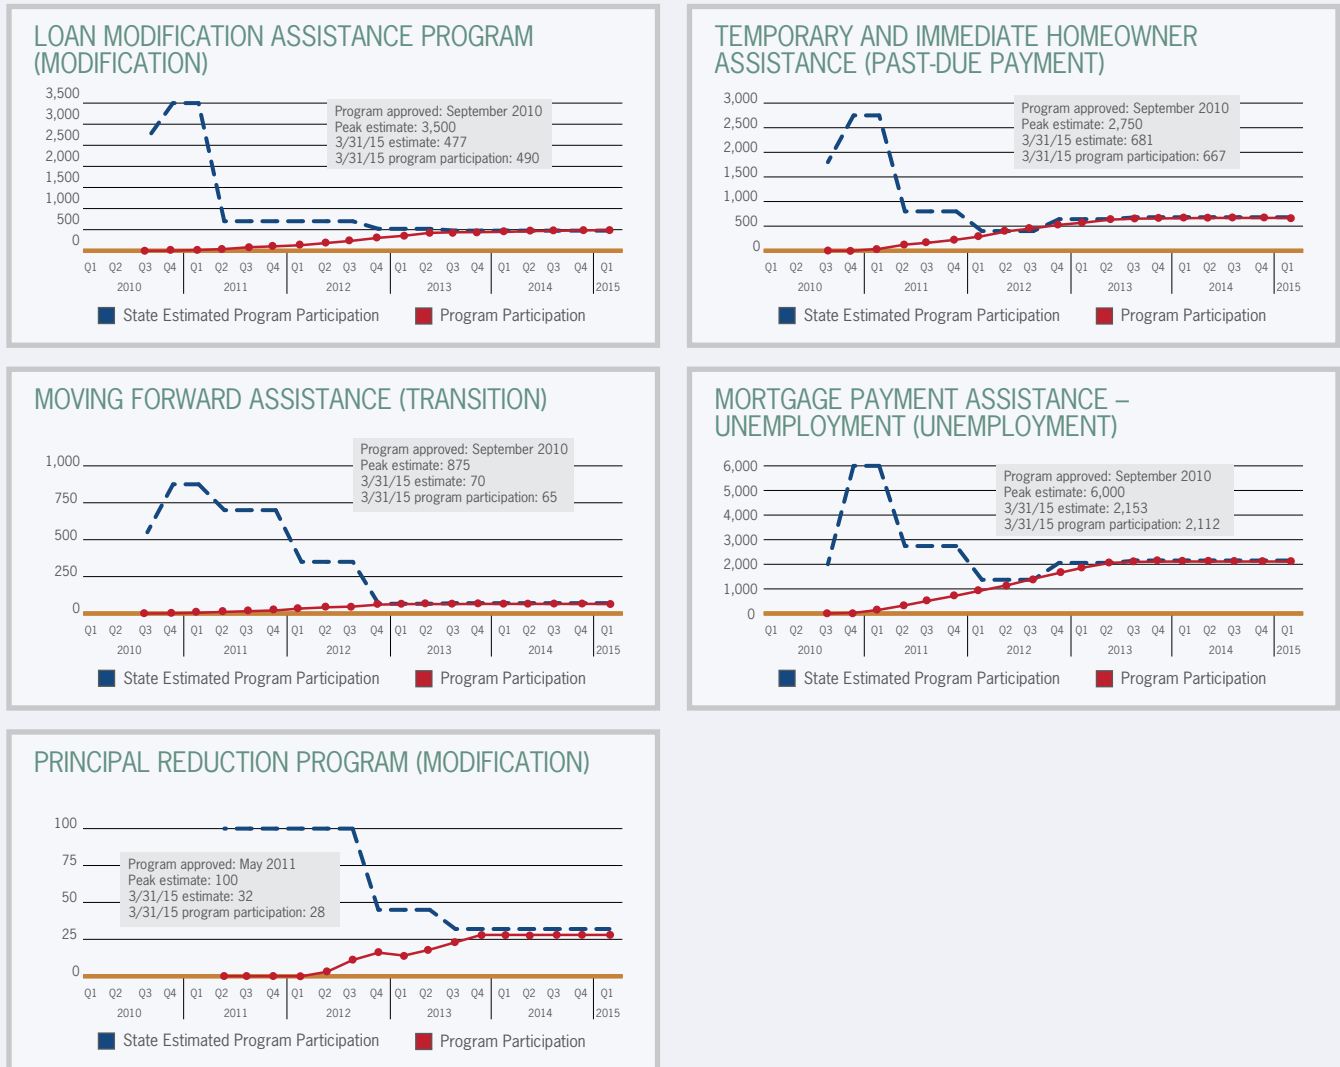 LOAN MODIFICATION ASSISTANCE PROGRAM
(MODIFICATION)
3,500
3,000
2,500
2,000
1,500
1,000
500
0
Program approved: September 2010
Peak estimate: 3,500
3/31/15 estimate: 477
3/31/15 program participation: 490
Q1 Q2 Q3 Q4 Q1 Q2 Q3 Q4 Q1 Q2 Q3 Q4 Q1 Q2 Q3 Q4 Q1 Q2 Q3 Q4 Q1
2010 2011 2012 2013 2014 2015
State Estimated Program Participation Program Participation
TEMPORARY AND IMMEDIATE HOMEOWNER
ASSISTANCE (PAST-DUE PAYMENT)
3,000
2,500
2,000
1,500
1,000
500
0
Program approved: September 2010
Peak estimate: 2,750
3/31/15 estimate: 681
3/31/15 program participation: 667
Q1 Q2 Q3 Q4 Q1 Q2 Q3 Q4 Q1 Q2 Q3 Q4 Q1 Q2 Q3 Q4 Q1 Q2 Q3 Q4 Q1
2010 2011 2012 2013 2014 2015
State Estimated Program Participation Program Participation
MOVING FORWARD ASSISTANCE (TRANSITION)
1,000
750
500
250
0
Program approved: September 2010
Peak estimate: 875
3/31/15 estimate: 70
3/31/15 program participation: 65
Q1 Q2 Q3 Q4 Q1 Q2 Q3 Q4 Q1 Q2 Q3 Q4 Q1 Q2 Q3 Q4 Q1 Q2 Q3 Q4 Q1
2010 2011 2012 2013 2014 2015
State Estimated Program Participation Program Participation
MORTGAGE PAYMENT ASSISTANCE –
UNEMPLOYMENT (UNEMPLOYMENT)
6,000
5,000
4,000
3,000
2,000
1,000
0
Program approved: September 2010
Peak estimate: 6,000
3/31/15 estimate: 2,153
3/31/15 program participation: 2,112
Q1 Q2 Q3 Q4 Q1 Q2 Q3 Q4 Q1 Q2 Q3 Q4 Q1 Q2 Q3 Q4 Q1 Q2 Q3 Q4 Q1
2010 2011 2012 2013 2014 2015
State Estimated Program Participation Program Participation
PRINCIPAL REDUCTION PROGRAM (MODIFICATION)
100
75
50
25
0
Program approved: May 2011
Peak estimate: 100
3/31/15 estimate: 32
3/31/15 program participation: 28
Q1 Q2 Q3 Q4 Q1 Q2 Q3 Q4 Q1 Q2 Q3 Q4 Q1 Q2 Q3 Q4 Q1 Q2 Q3 Q4 Q1
2010 2011 2012 2013 2014 2015
State Estimated Program Participation Program Participation